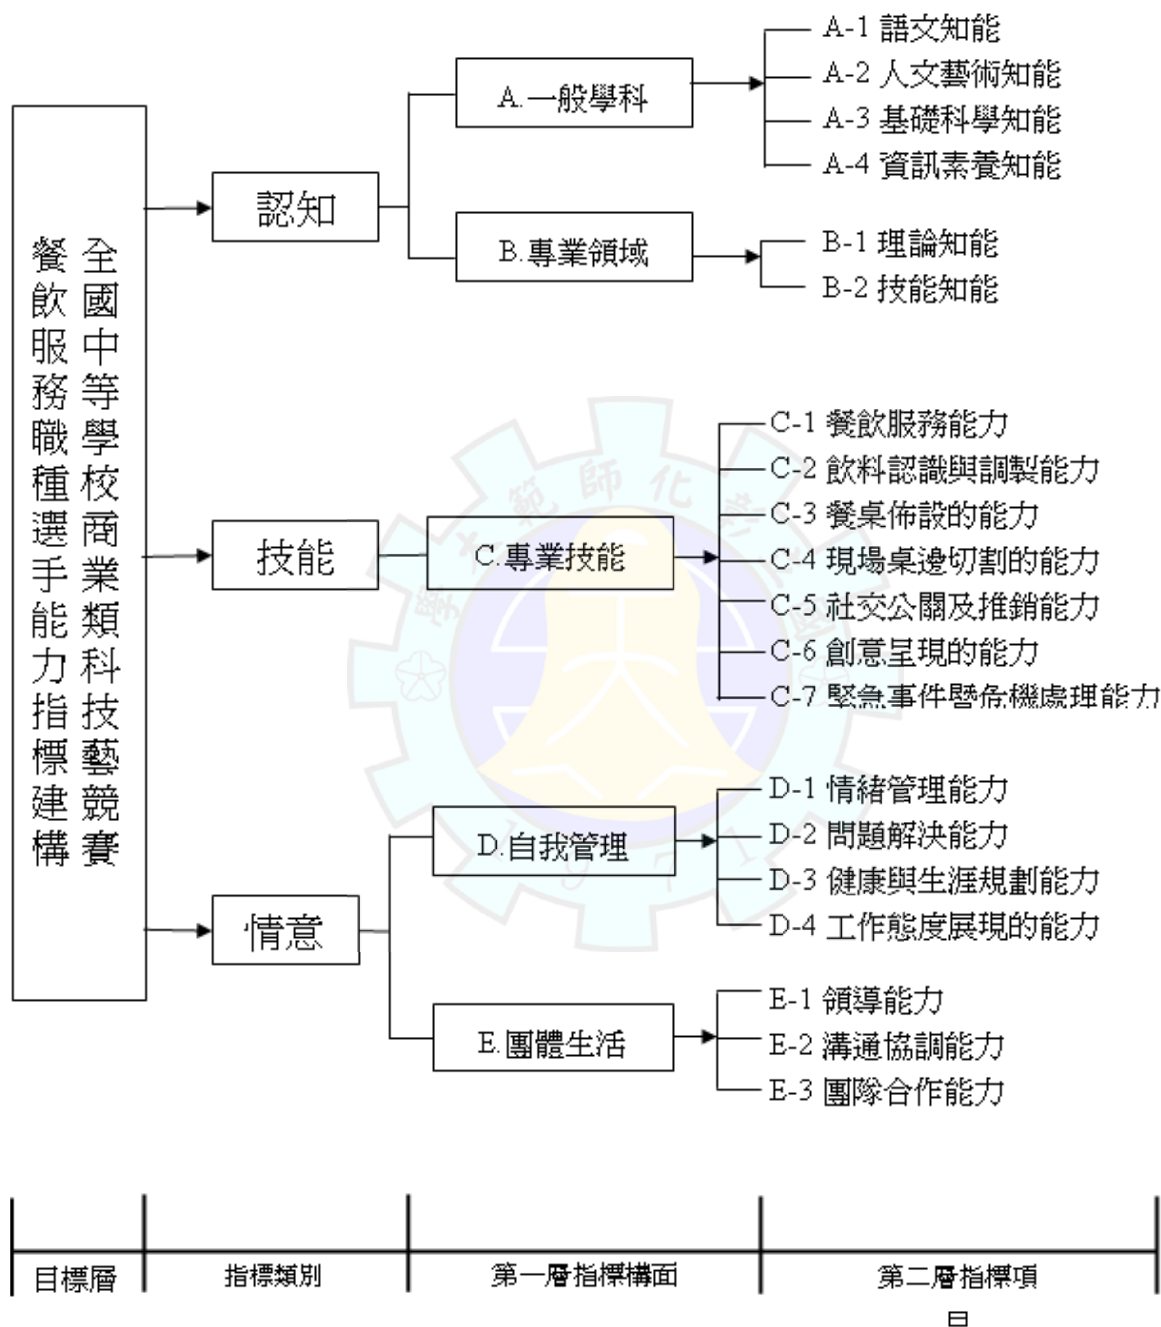 全國中等學校商業類科技藝競賽
餐飲服務職種選手能力指標建構
認知
A.一般學科
A-1 語文知能
A-2 人文藝術知能
A-3 基礎科學知能
A-4 資訊素養知能
B.專業領域
B-1 理論知能
B-2 技能知能
技能
C.專業技能
C-1 餐飲服務能力
C-2 飲料認識與調製能力
C-3 餐桌佈設的能力
C-4 現場桌邊切割的能力
C-5 社交公關及推銷能力
C-6 創意呈現的能力
C-7 緊急事件暨危機處理能力
情意
D.自我管理
D-1 情緒管理能力
D-2 問題解決能力
D-3 健康與生涯規劃能力
D-4 工作態度展現的能力
E.團體生活
E-1 領導能力
E-2 溝通協調能力
E-3 團隊合作能力
目標層
指標類別
第一層指標構面
第二層指標項
目